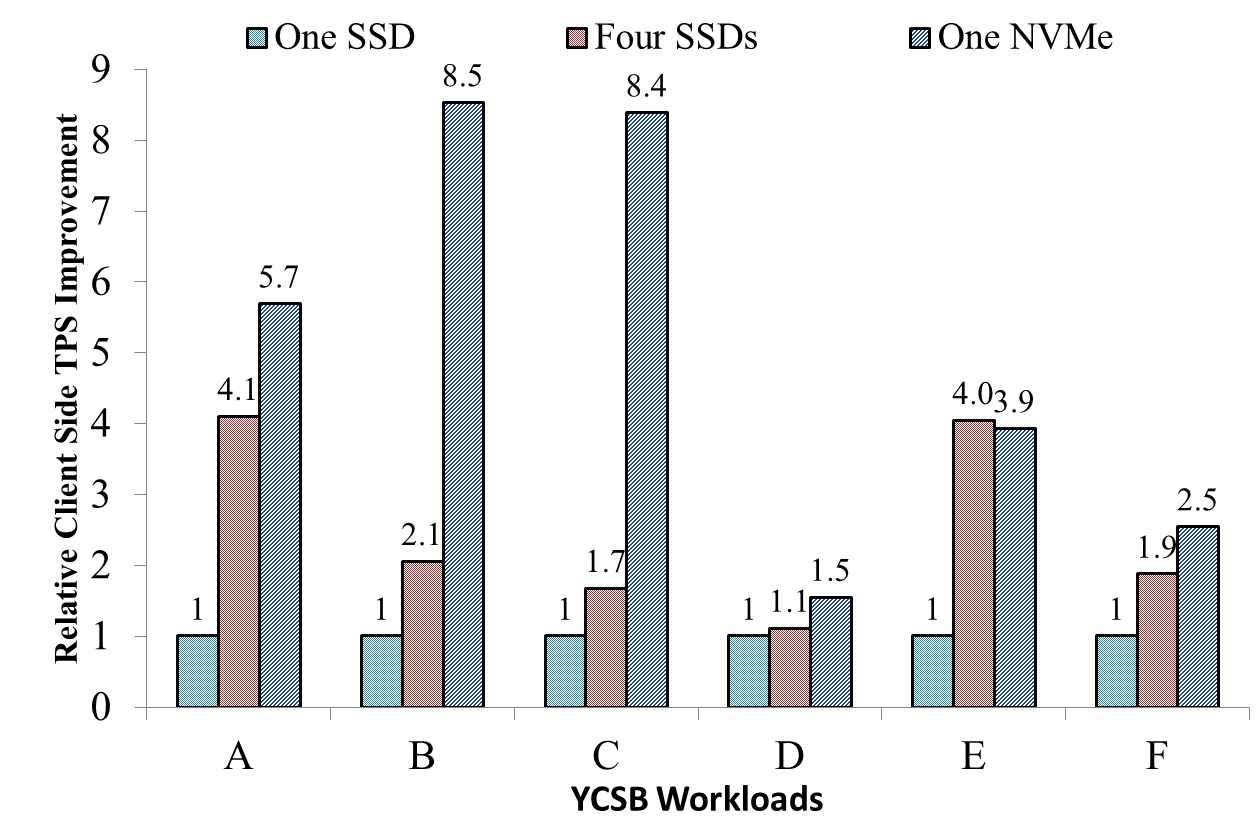 One SSD Four SSDs One NVMe
Relative Client Side TPS Improvement
9
8
7
6
5
4
3
2
1
0
1 4.1 5.7
1 2.1 8.5
1 1.7 8.4
1 1.1 1.5
1 4.0 3.9
1 1.9 2.5
A B C D E F
YCSB Workloads